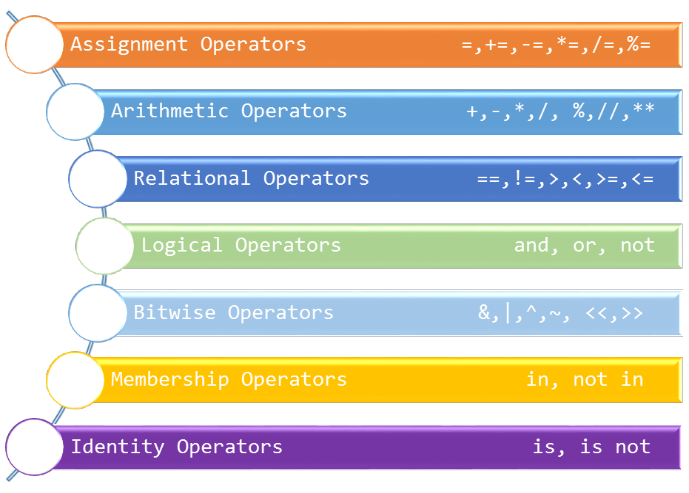 Assignment Operators =,+=,-=,*=,/=,%=
Arithmetic Operators +,-,*,/, %,//,**
Relational Operators ==,!=,>,<,>=,<=
Logical Operators and, or, not
Bitwise Operators &,|,^,~, <<,>>
Membership Operators in, not in
Identity Operators is, is not